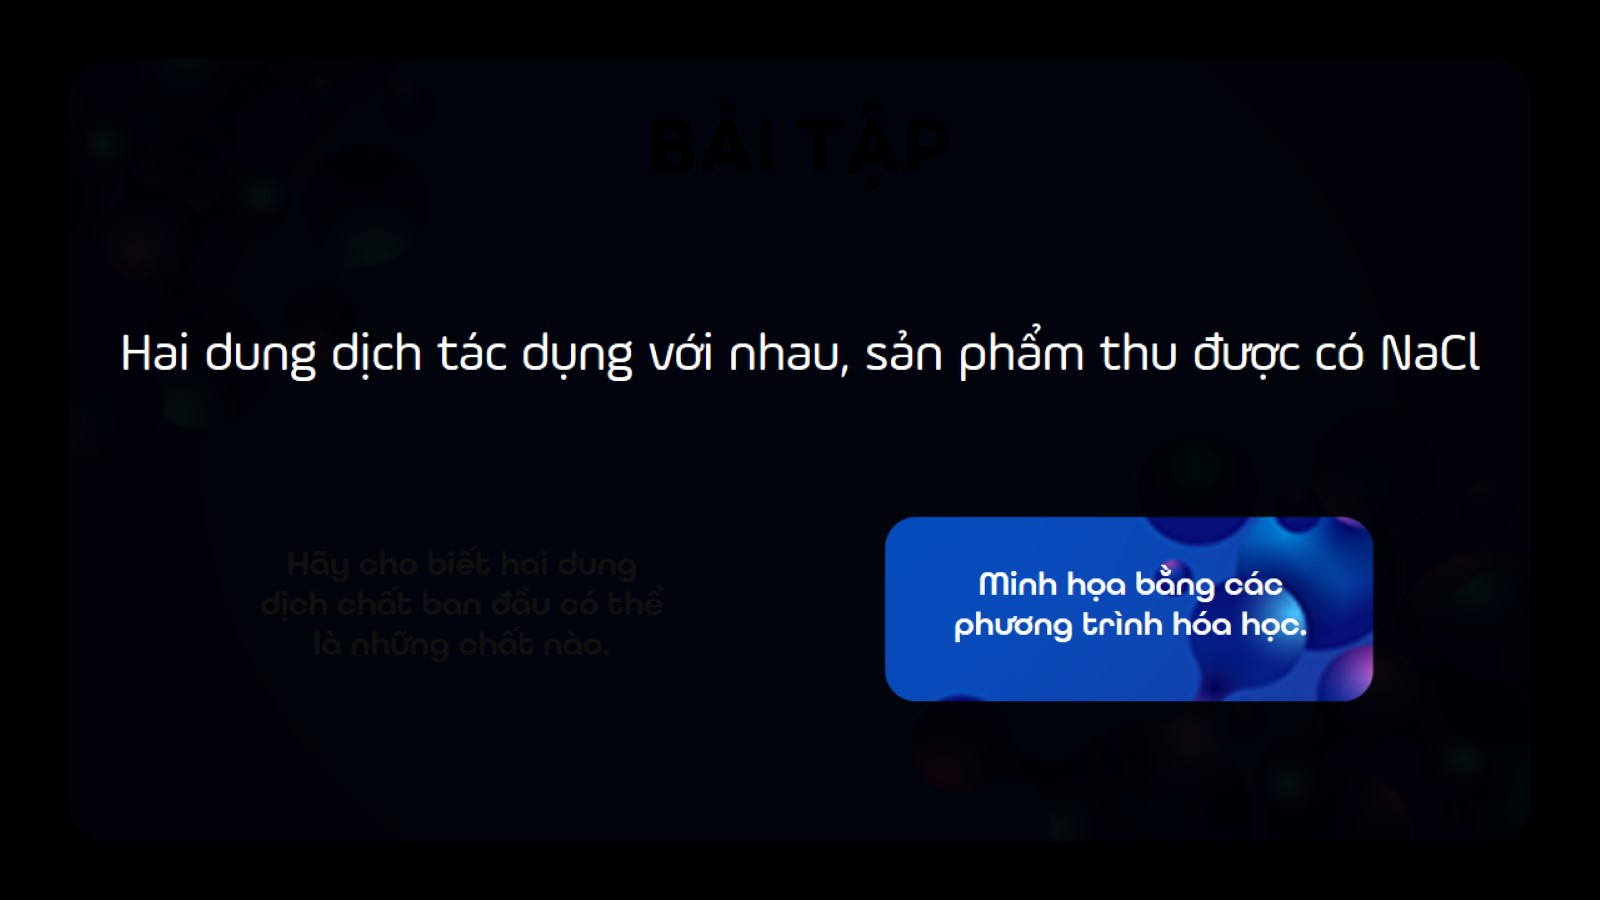 BÀI TẬP
Hai dung dịch tác dụng với nhau, sản phẩm thu được có NaCl
Hãy cho biết hai dung
dịch chất ban đầu có thể
là những chất nào.
Minh họa bằng các
phương trình hóa học.